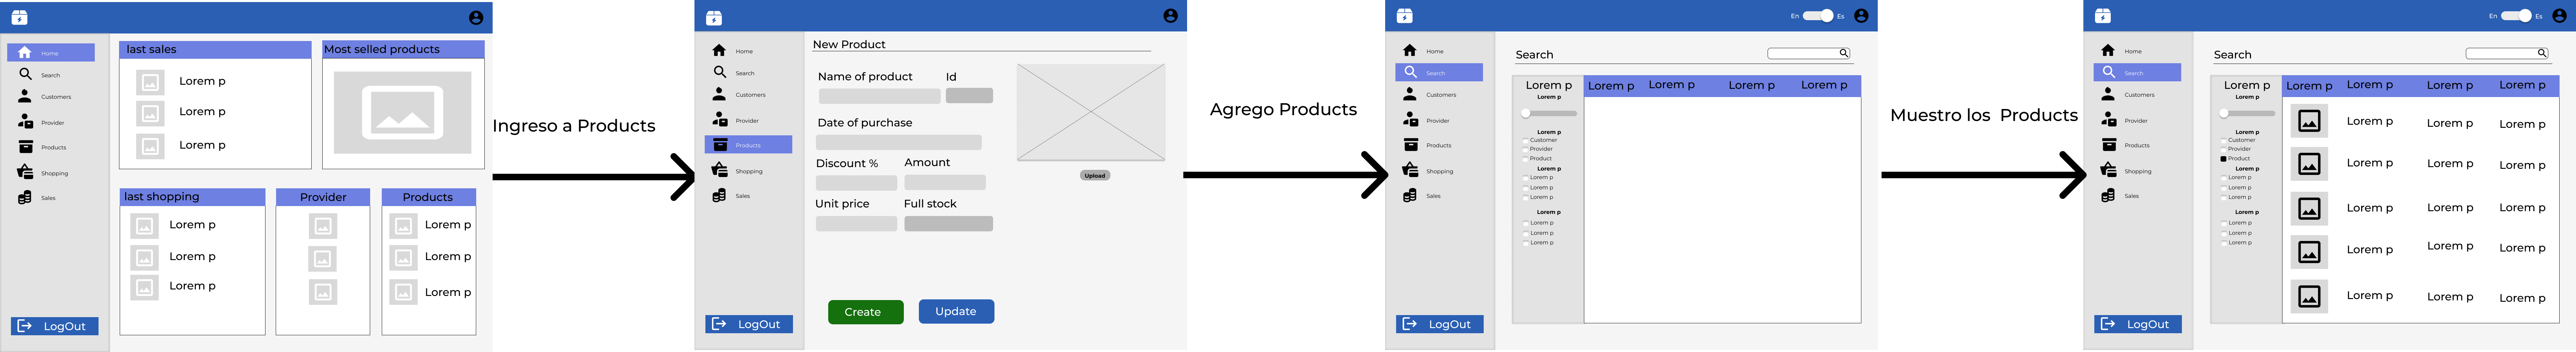 Home
Search
Customers
Provider
Products
Shopping
Sales
LogOut
last sales
Lorem p
Lorem p
Lorem p
Most selled products
last shopping
Lorem p
Lorem p
Lorem p
Provider
Products
Lorem p
Lorem p
Lorem p
Ingreso a Products
Home
Search
Customers
Provider
Products
Shopping
Sales
LogOut
New Product
Name of product Id
Date of purchase
Discount % Amount
Unit price Full stock
Upload
Create Update
Agrego Products
En Es
Home
Search
Customers
Provider
Products
Shopping
Sales
LogOut
Search
Lorem p
Lorem p
Lorem p
Customer
Provider
Product
Lorem p
Lorem p
Lorem p
Lorem p
Lorem p
Lorem p
Lorem p
Lorem p
Lorem p Lorem p Lorem p Lorem p
Muestro los Products
En Es
Home
Search
Customers
Provider
Products
Shopping
Sales
LogOut
Search
Lorem p
Lorem p
Lorem p
Customer
Provider
Product
Lorem p
Lorem p
Lorem p
Lorem p
Lorem p
Lorem p
Lorem p
Lorem p
Lorem p Lorem p Lorem p Lorem p
Lorem p Lorem p Lorem p
Lorem p Lorem p Lorem p
Lorem p Lorem p Lorem p
Lorem p Lorem p Lorem p
Lorem p Lorem p Lorem p